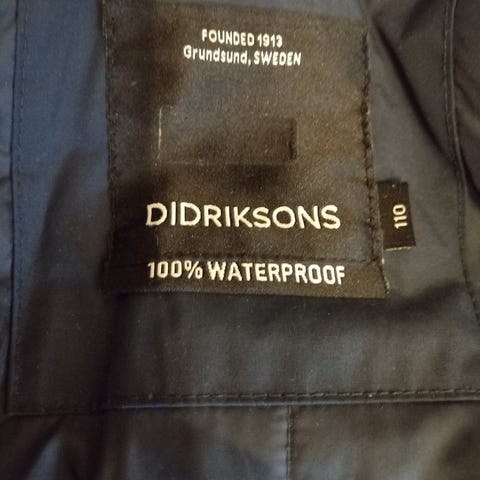 FOUNDED 1913
Grundsund, SWEDEN
DIDRIKSONS
110
100% WATERPROOF